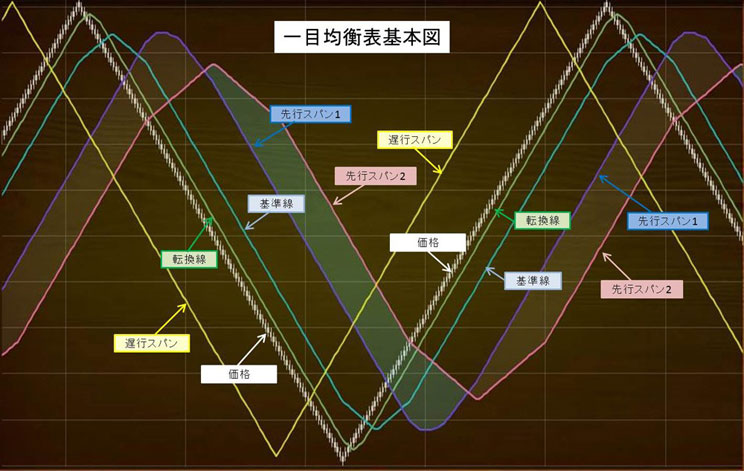 一目均衡表基本図
先行スパン1
遅行スパン
先行スパン2
基準線
転換線
先行スパン1
転換線
価格
基準線
先行スパン2
遅行スパン
価格